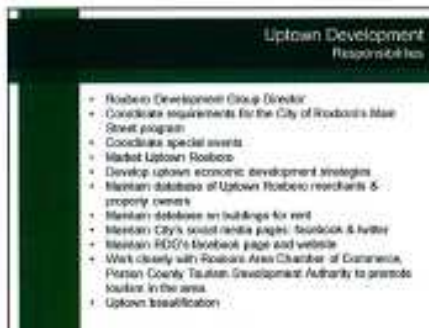 Uptown Development
Responsibilities
• Roxboro Development Group Director
• Coordinate requirements for the City of Roxboro's Main
Street program
• Coordinate special events
• Market Uptown Roxboro
• Develop uptown economic development strategies
• Maintain database of Uptown Roxboro merchants &
property owners
• Maintain database on buildings for rent
• Maintain City's social media pages: facebook & twitter
• Maintain RDG's facebook page and website
• Work closely with Roxboro Area Chamber of Commerce,
Person County Tourism Development Authority to promote
tourism in the area
• Uptown beautification